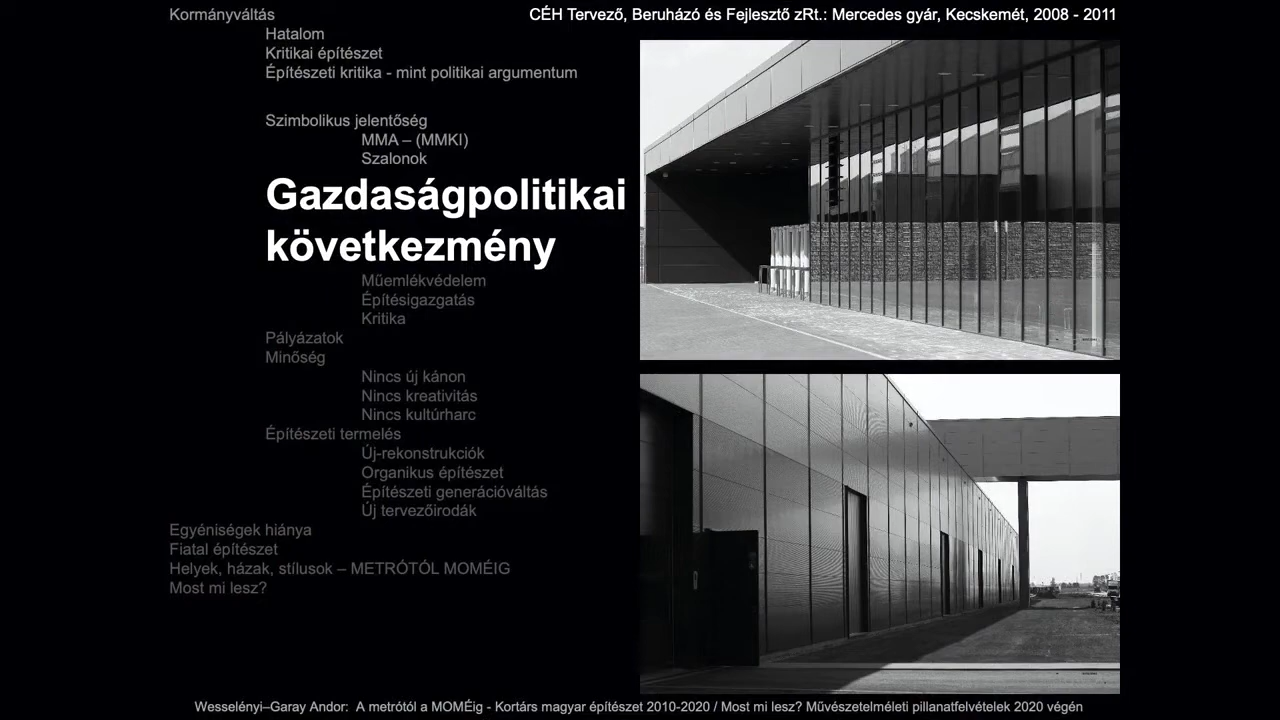 Kormányváltás
CÉH Tervező, Beruházó és Fejlesztő zRt.: Mercedes gyár, Kecskemét, 2008 - 2011
Hatalom
Kritikai építészet
Építészeti kritika - mint politikai argumentum
Szimbolikus jelentőség
MMA – (MMKI)
Szalonok
Gazdaságpolitikai
következmény
Műemlékvédelem
Építésigazgatás
Kritika
Pályázatok
Minőség
Nincs új kánon
Nincs kreativitás
Nincs kultúrharc
Építészeti termelés
Új-rekonstrukciók
Organikus építészet
Építészeti generációváltás
Új tervezőirodák
Egyéniségek hiánya
Fiatal építészet
Helyek, házak, stílusok – METRÓTÓL MOMÉIG
Most mi lesz?
Wesselényi–Garay Andor: A metrótól a MOMÉig - Kortárs magyar építészet 2010-2020 / Most mi lesz? Művészetelméleti pillanatfelvételek 2020 végén